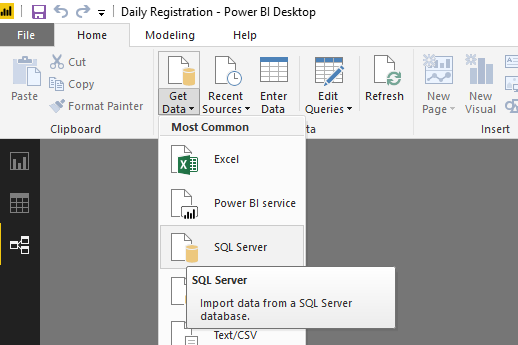 Daily Registration - Power BI Desktop
File Home Modeling Help
Paste
Cut
Copy
Format Painter
Clipboard
Get Data
Recent Sources
Enter Data
Edit Queries
Refresh
New Page
New Visual
Insert
ta
Most Common
Excel
Power BI service
SQL Server
SQL Server
Import data from a SQL Server
database.
Text/CSV